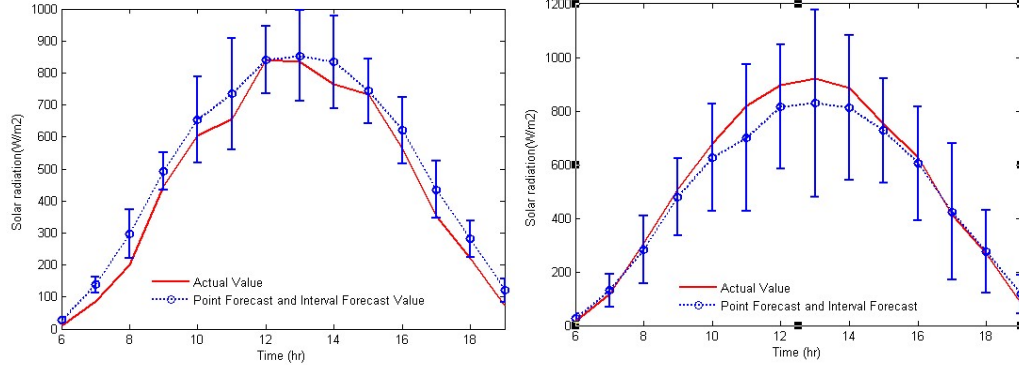 1000
900
800
700
600
500
400
300
200
100
0
Solar radiation(W/m2)
Actual Value
Point Forecast and Interval Forecast Value
6 8 10 12 14 16 18
Time (hr)
1200
1000
800
600
400
200
0
Solar radiation(W/m2)
Actual Value
Point Forecast and Interval Forecast
6 8 10 12 14 16 18
Time (hr)